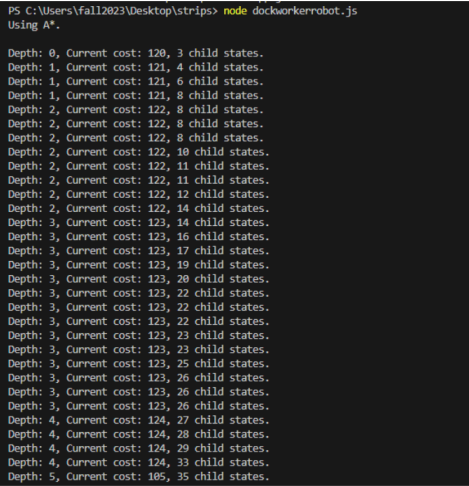 PS C:\Users\fall2023\Desktop\strips> node dockworkerrobot.js
Using A*.
Depth: 0, Current cost: 120, 3 child states.
Depth: 1, Current cost: 121, 4 child states.
Depth: 1, Current cost: 121, 6 child states.
Depth: 1, Current cost: 121, 8 child states.
Depth: 2, Current cost: 122, 8 child states.
Depth: 2, Current cost: 122, 8 child states.
Depth: 2, Current cost: 122, 8 child states.
Depth: 2, Current cost: 122, 10 child states.
Depth: 2, Current cost: 122, 11 child states.
Depth: 2, Current cost: 122, 11 child states.
Depth: 2, Current cost: 122, 12 child states.
Depth: 2, Current cost: 122, 14 child states.
Depth: 3, Current cost: 123, 14 child states.
Depth: 3, Current cost: 123, 16 child states.
Depth: 3, Current cost: 123, 17 child states.
Depth: 3, Current cost: 123, 19 child states.
Depth: 3, Current cost: 123, 20 child states.
Depth: 3, Current cost: 123, 22 child states.
Depth: 3, Current cost: 123, 22 child states.
Depth: 3, Current cost: 123, 22 child states.
Depth: 3, Current cost: 123, 23 child states.
Depth: 3, Current cost: 123, 23 child states.
Depth: 3, Current cost: 123, 25 child states.
Depth: 3, Current cost: 123, 26 child states.
Depth: 3, Current cost: 123, 26 child states.
Depth: 3, Current cost: 123, 26 child states.
Depth: 4, Current cost: 124, 27 child states.
Depth: 4, Current cost: 124, 28 child states.
Depth: 4, Current cost: 124, 29 child states.
Depth: 4, Current cost: 124, 33 child states.
Depth: 5, Current cost: 105, 35 child states.